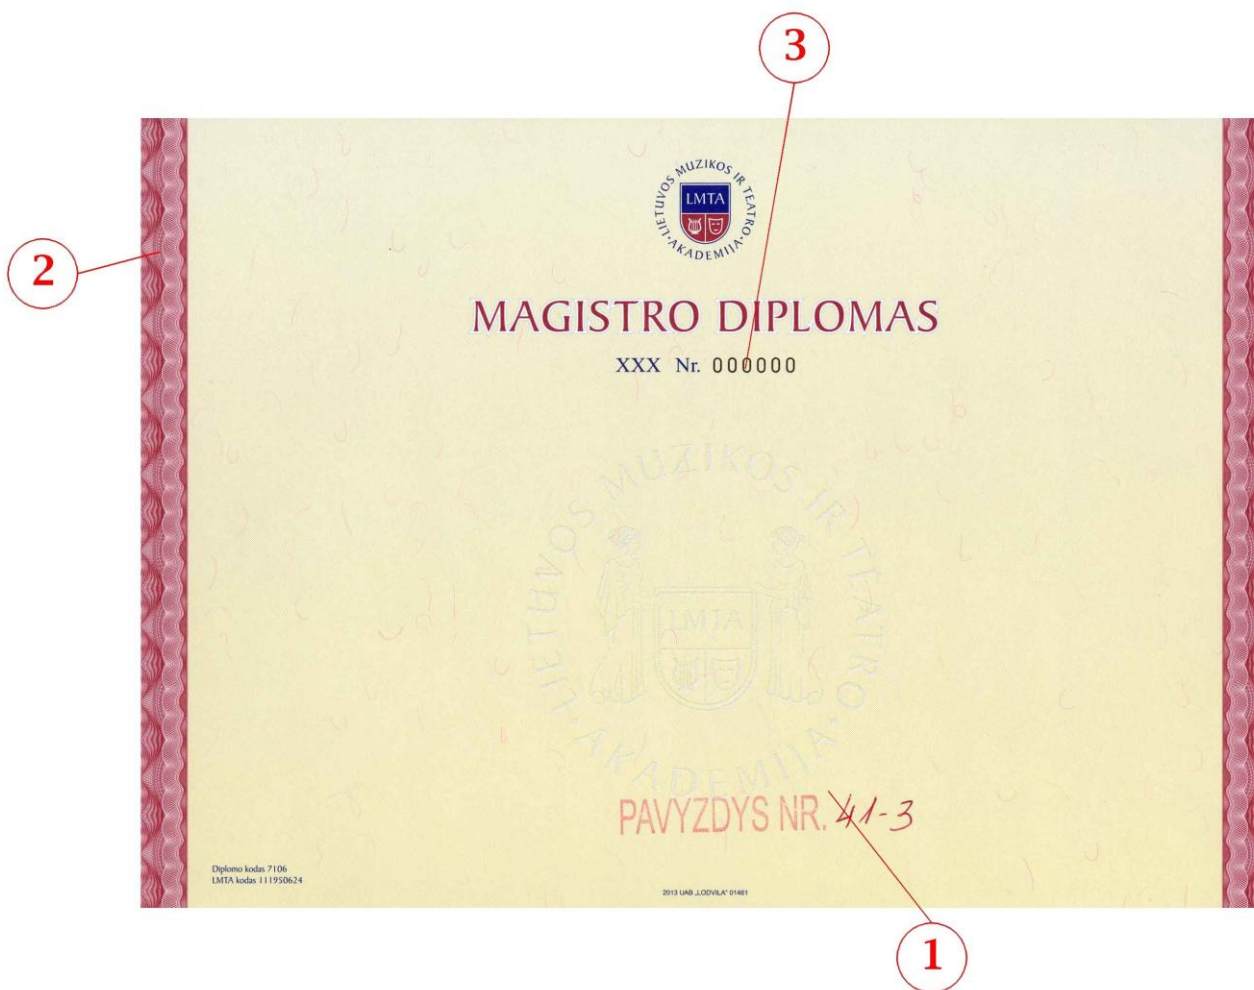 3
LIETUVOS MUZIKOS IR TEATRO AKADEMIJA
LMTA
2
MAGISTRO DIPLOMAS
XXX Nr. 000000
LIETUVOS MUZIKOS IR TEATRO AKADEMIJA
LMTA
PAVYZDYS NR. 41-3
Diplomo kodas 7106
LMTA kodas 111950624
2013 UAB „LODVILA“ 01461
1